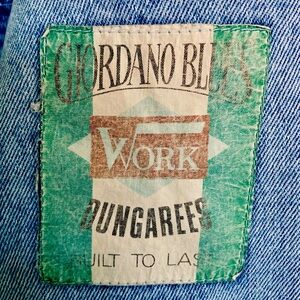 GIORDANO BLUES
WORK
DUNGAREES
BUILT TO LAST